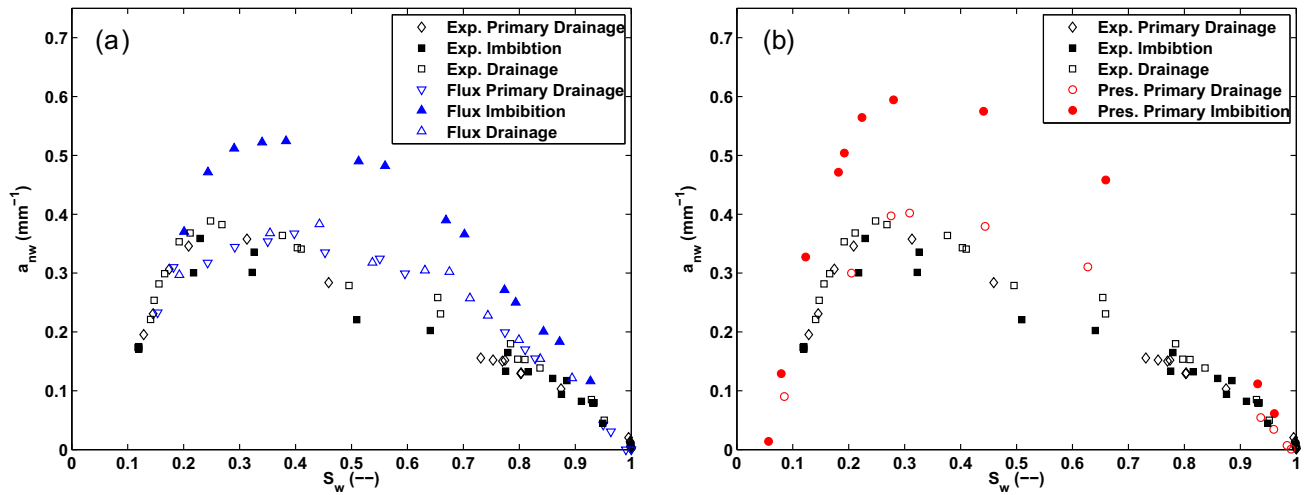 (a)
Exp. Primary Drainage
Exp. Imbibtion
Exp. Drainage
Flux Primary Drainage
Flux Imbibition
Flux Drainage
0.7
0.6
0.5
0.4
0.3
0.2
0.1
0
a_nw (mm^-1)
0 0.1 0.2 0.3 0.4 0.5 0.6 0.7 0.8 0.9 1
S_w (--)
(b)
Exp. Primary Drainage
Exp. Imbibtion
Exp. Drainage
Pres. Primary Drainage
Pres. Primary Imbibition
0.7
0.6
0.5
0.4
0.3
0.2
0.1
0
a_nw (mm^-1)
0 0.1 0.2 0.3 0.4 0.5 0.6 0.7 0.8 0.9 1
S_w (--)